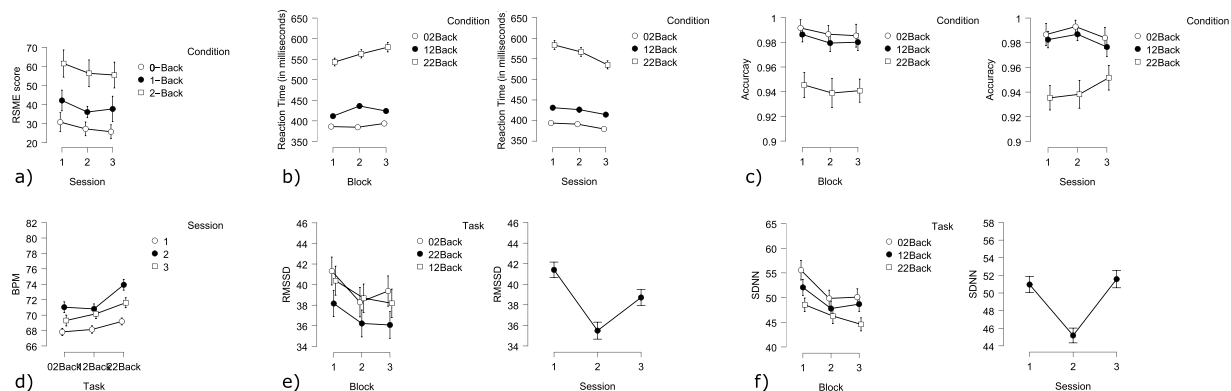 Condition
0-Back
1-Back
2-Back
RSME score
70
60
50
40
30
20
1 2 3
Session
a)
Condition
02Back
12Back
22Back
Reaction Time (in milliseconds)
650
600
550
500
450
400
350
1 2 3
Block
b)
Condition
02Back
12Back
22Back
Reaction Time (in milliseconds)
650
600
550
500
450
400
350
1 2 3
Session
Condition
02Back
12Back
22Back
Accurcay
1
0.98
0.96
0.94
0.92
0.9
1 2 3
Block
c)
Condition
02Back
12Back
22Back
Accuracy
1
0.98
0.96
0.94
0.92
0.9
1 2 3
Session
Session
1
2
3
BPM
82
80
78
76
74
72
70
68
66
02Back 12Back 22Back
Task
d)
Task
02Back
22Back
12Back
RMSSD
46
44
42
40
38
36
34
1 2 3
Block
e)
RMSSD
46
44
42
40
38
36
34
1 2 3
Session
Task
02Back
12Back
22Back
SDNN
65
60
55
50
45
40
1 2 3
Block
f)
SDNN
58
56
54
52
50
48
46
44
1 2 3
Session